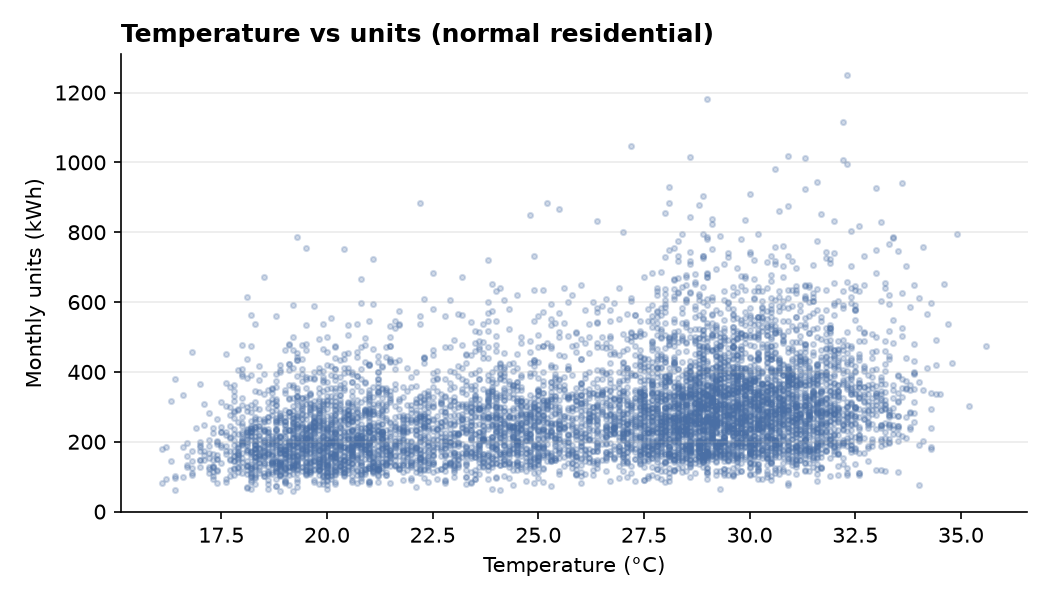 Temperature vs units (normal residential)
Monthly units (kWh)
1200
1000
800
600
400
200
0
17.5 20.0 22.5 25.0 27.5 30.0 32.5 35.0
Temperature (°C)